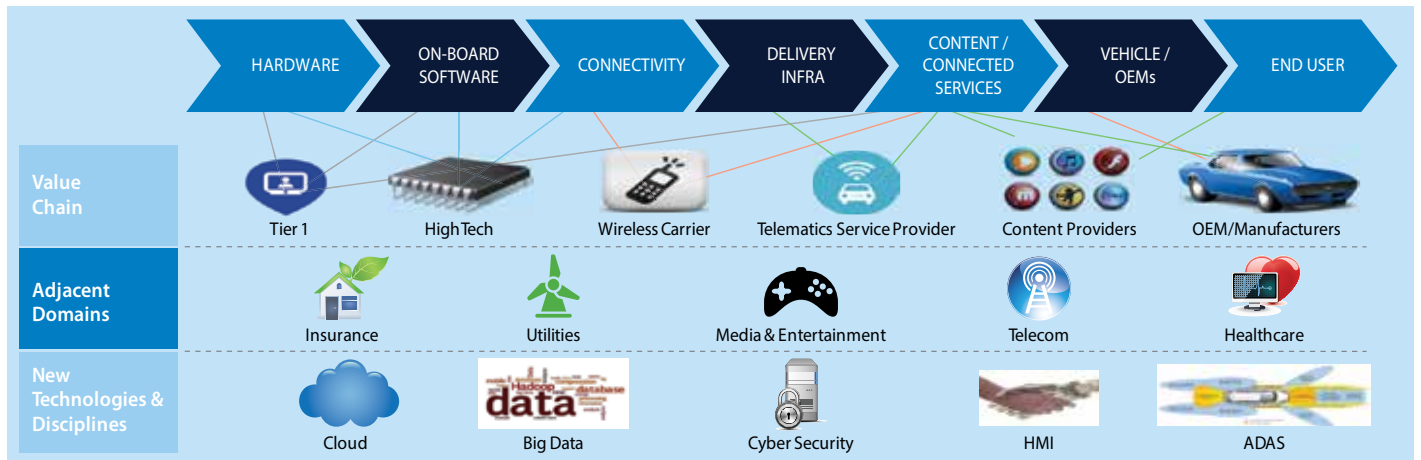 HARDWARE
ON-BOARD
SOFTWARE
CONNECTIVITY
DELIVERY
INFRA
CONTENT /
CONNECTED
SERVICES
VEHICLE /
OEMs
END USER
Value
Chain
Tier 1
High Tech
Wireless Carrier
Telematics Service Provider
Content Providers
OEM/Manufacturers
Adjacent
Domains
Insurance
Utilities
Media & Entertainment
Telecom
Healthcare
New
Technologies &
Disciplines
Hadoop
database
data
Cloud
Big Data
Cyber Security
HMI
ADAS